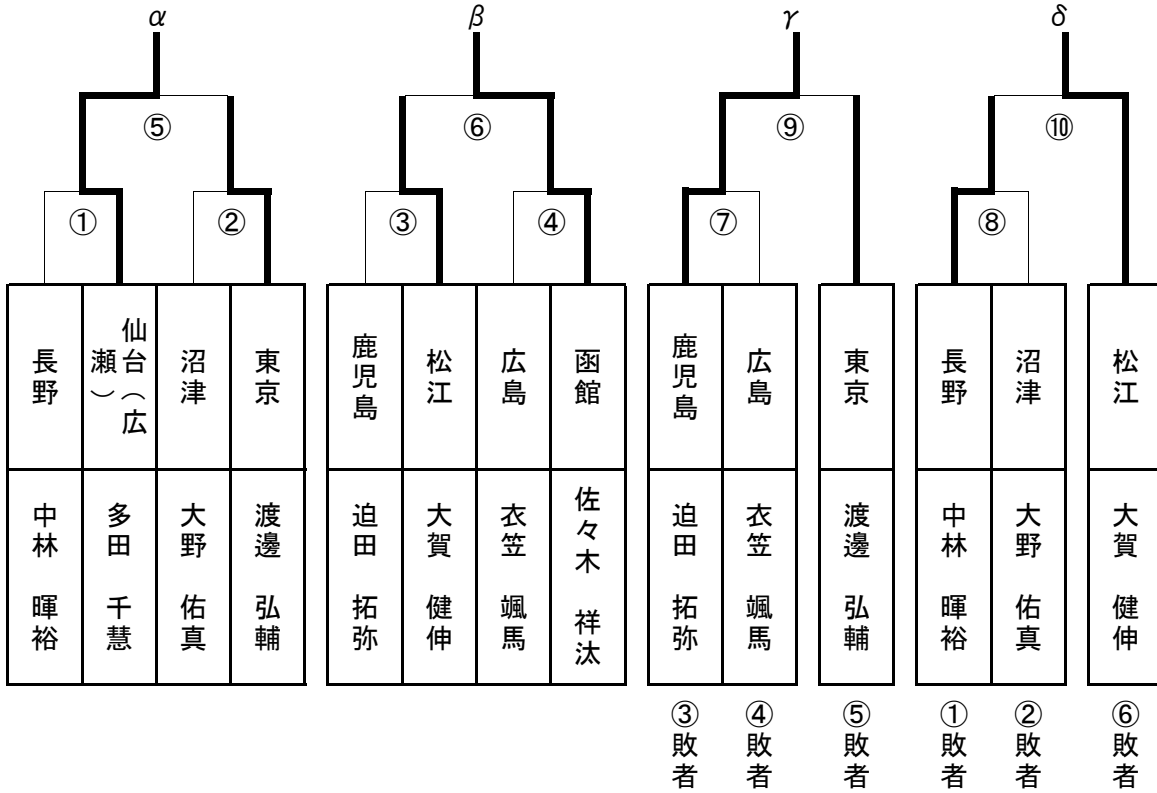 α
β
γ
δ
⑤
⑥
⑨
⑩
①
②
③
④
⑦
⑧
長野
仙台(広瀬)
沼津
東京
鹿児島
松江
広島
函館
鹿児島
広島
東京
長野
沼津
松江
中林 暉裕
多田 千慧
大野 佑真
渡邊 弘輔
迫田 拓弥
大賀 健伸
衣笠 颯馬
佐々木 祥汰
迫田 拓弥
衣笠 颯馬
渡邊 弘輔
中林 暉裕
大野 佑真
大賀 健伸
③敗者
④敗者
⑤敗者
①敗者
②敗者
⑥敗者